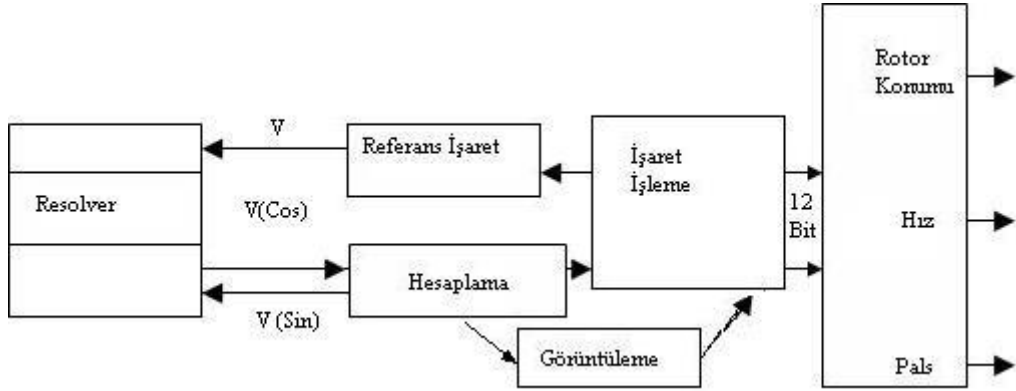 Rotor
Konumu
V
Referans İşaret
İşaret
İşleme
Resolver
V(Cos)
12
Bit
Hız
Hesaplama
V (Sin)
Görüntüleme
Pals